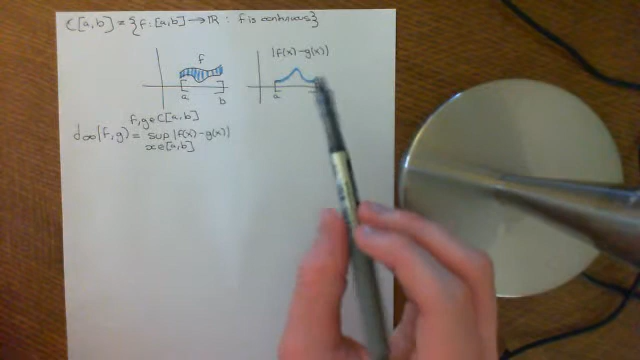 C[a,b] = {f:[a,b]→ℝ : f is continuous}
f
|f(x)-g(x)|
a b
a
f,g∈C[a,b]
d∞(f,g) = sup |f(x)-g(x)|
x∈[a,b]